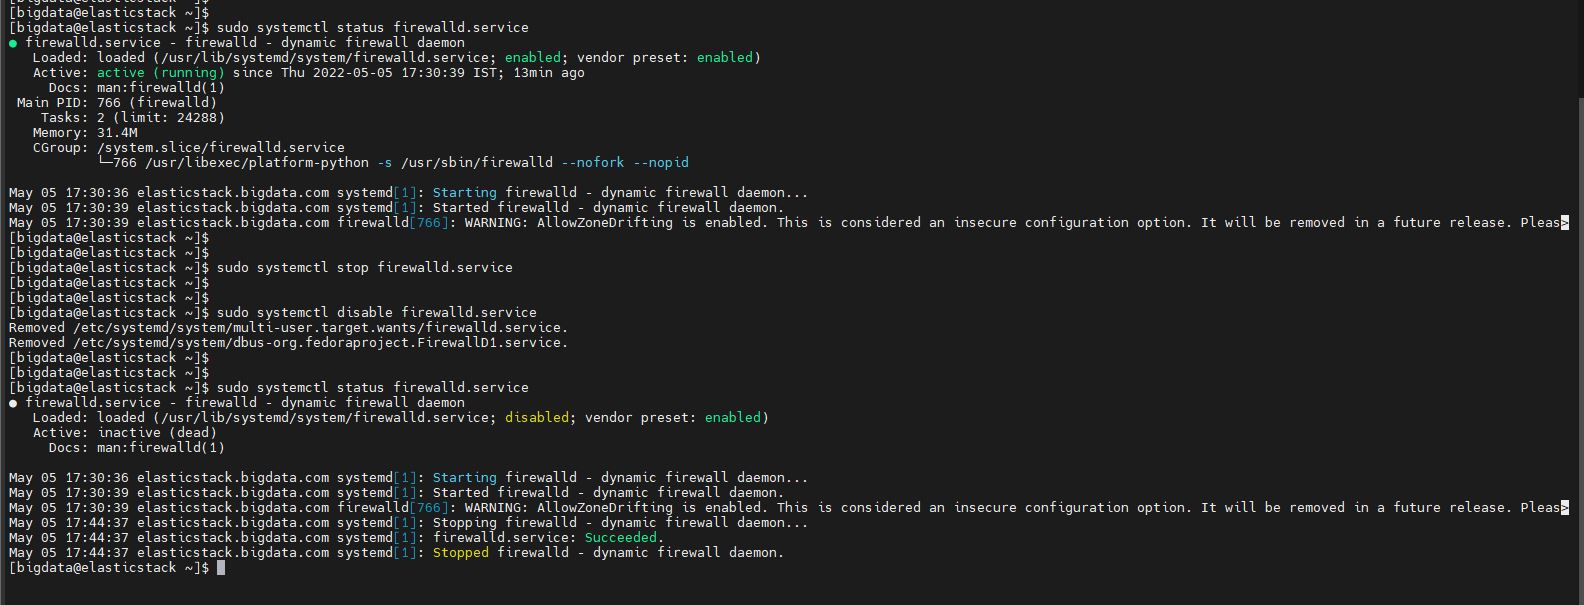 [bigdata@elasticstack ~]$
[bigdata@elasticstack ~]$ sudo systemctl status firewalld.service
● firewalld.service - firewalld - dynamic firewall daemon
   Loaded: loaded (/usr/lib/systemd/system/firewalld.service; enabled; vendor preset: enabled)
   Active: active (running) since Thu 2022-05-05 17:30:39 IST; 13min ago
     Docs: man:firewalld(1)
 Main PID: 766 (firewalld)
    Tasks: 2 (limit: 24288)
   Memory: 31.4M
   CGroup: /system.slice/firewalld.service
           └─766 /usr/libexec/platform-python -s /usr/sbin/firewalld --nofork --nopid
May 05 17:30:36 elasticstack.bigdata.com systemd[1]: Starting firewalld - dynamic firewall daemon...
May 05 17:30:39 elasticstack.bigdata.com systemd[1]: Started firewalld - dynamic firewall daemon.
May 05 17:30:39 elasticstack.bigdata.com firewalld[766]: WARNING: AllowZoneDrifting is enabled. This is considered an insecure configuration option. It will be removed in a future release. Pleas>
[bigdata@elasticstack ~]$
[bigdata@elasticstack ~]$
[bigdata@elasticstack ~]$ sudo systemctl stop firewalld.service
[bigdata@elasticstack ~]$
[bigdata@elasticstack ~]$
[bigdata@elasticstack ~]$ sudo systemctl disable firewalld.service
Removed /etc/systemd/system/multi-user.target.wants/firewalld.service.
Removed /etc/systemd/system/dbus-org.fedoraproject.FirewallD1.service.
[bigdata@elasticstack ~]$
[bigdata@elasticstack ~]$
[bigdata@elasticstack ~]$ sudo systemctl status firewalld.service
● firewalld.service - firewalld - dynamic firewall daemon
   Loaded: loaded (/usr/lib/systemd/system/firewalld.service; disabled; vendor preset: enabled)
   Active: inactive (dead)
     Docs: man:firewalld(1)
May 05 17:30:36 elasticstack.bigdata.com systemd[1]: Starting firewalld - dynamic firewall daemon...
May 05 17:30:39 elasticstack.bigdata.com systemd[1]: Started firewalld - dynamic firewall daemon.
May 05 17:30:39 elasticstack.bigdata.com firewalld[766]: WARNING: AllowZoneDrifting is enabled. This is considered an insecure configuration option. It will be removed in a future release. Pleas>
May 05 17:44:37 elasticstack.bigdata.com systemd[1]: Stopping firewalld - dynamic firewall daemon...
May 05 17:44:37 elasticstack.bigdata.com systemd[1]: firewalld.service: Succeeded.
May 05 17:44:37 elasticstack.bigdata.com systemd[1]: Stopped firewalld - dynamic firewall daemon.
[bigdata@elasticstack ~]$